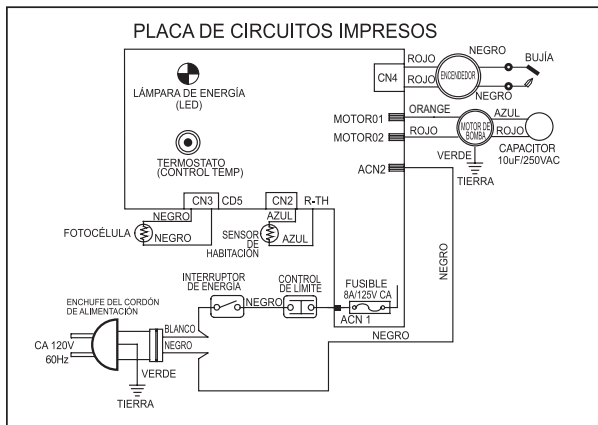 PLACA DE CIRCUITOS IMPRESOS
LÁMPARA DE ENERGÍA
(LED)
TERMOSTATO
(CONTROL TEMP)
CN4
ROJO
ROJO
ENCENDEDOR
NEGRO
NEGRO
BUJÍA
MOTOR01
ORANGE
MOTOR02
ROJO
MOTOR DE
BOMBA
AZUL
ROJO
CAPACITOR
10uF/250VAC
VERDE
TIERRA
ACN2
NEGRO
CN3
CD5
CN2
R-TH
NEGRO
NEGRO
FOTOCÉLULA
AZUL
AZUL
SENSOR
DE
HABITACIÓN
INTERRUPTOR
DE ENERGÍA
NEGRO
CONTROL
DE LÍMITE
FUSIBLE
8A/125V CA
ACN 1
NEGRO
ENCHUFE DEL CORDÓN
DE ALIMENTACIÓN
BLANCO
NEGRO
CA 120V
60Hz
VERDE
TIERRA